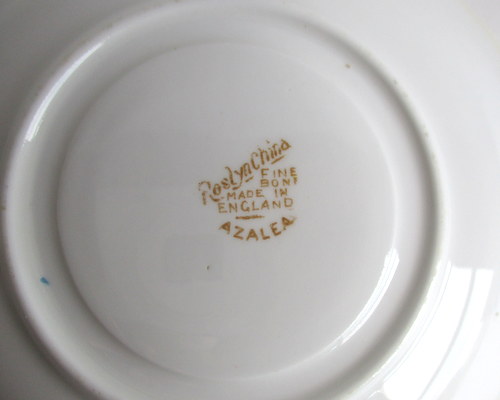 Roslyn China
FINE
BONE
MADE IN
ENGLAND
AZALEA